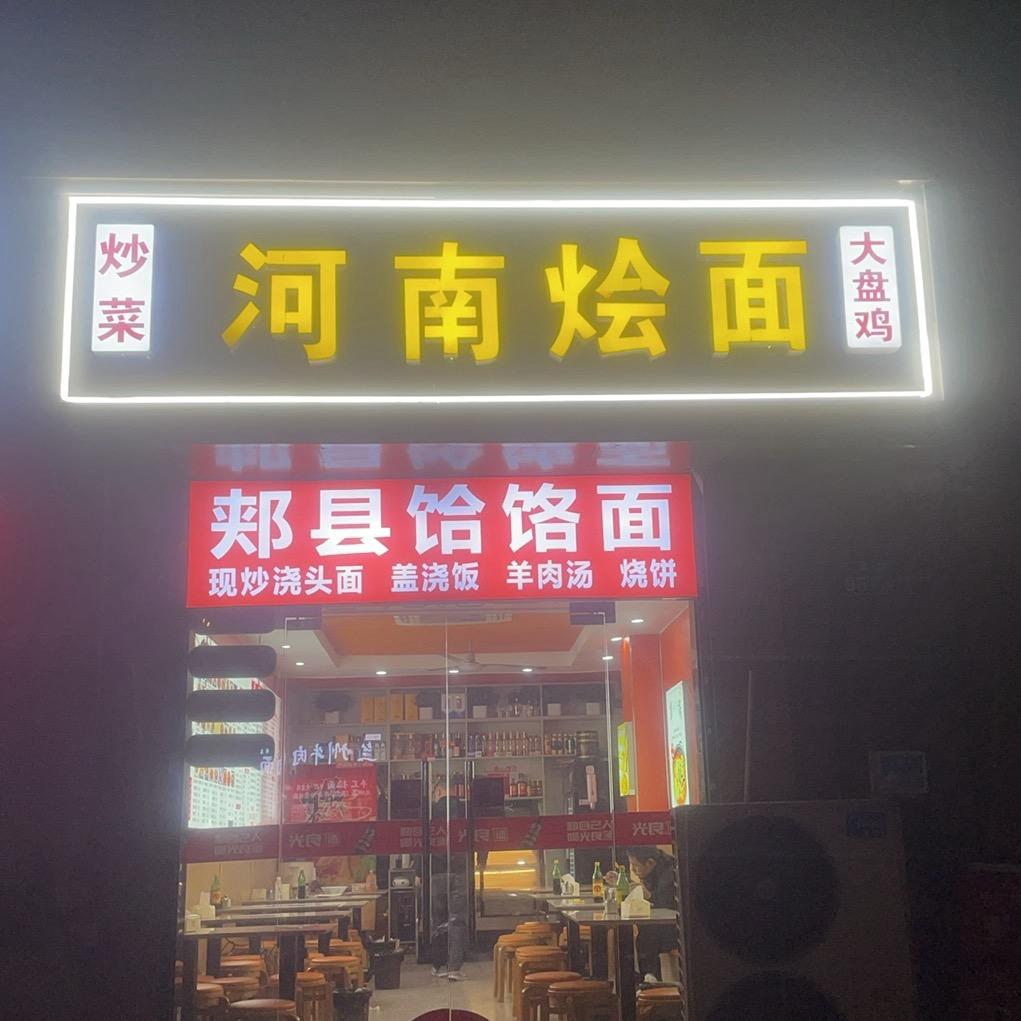 炒菜
河南烩面
大盘鸡
郏县饸饹面
现炒浇头面 盖浇饭 羊肉汤 烧饼